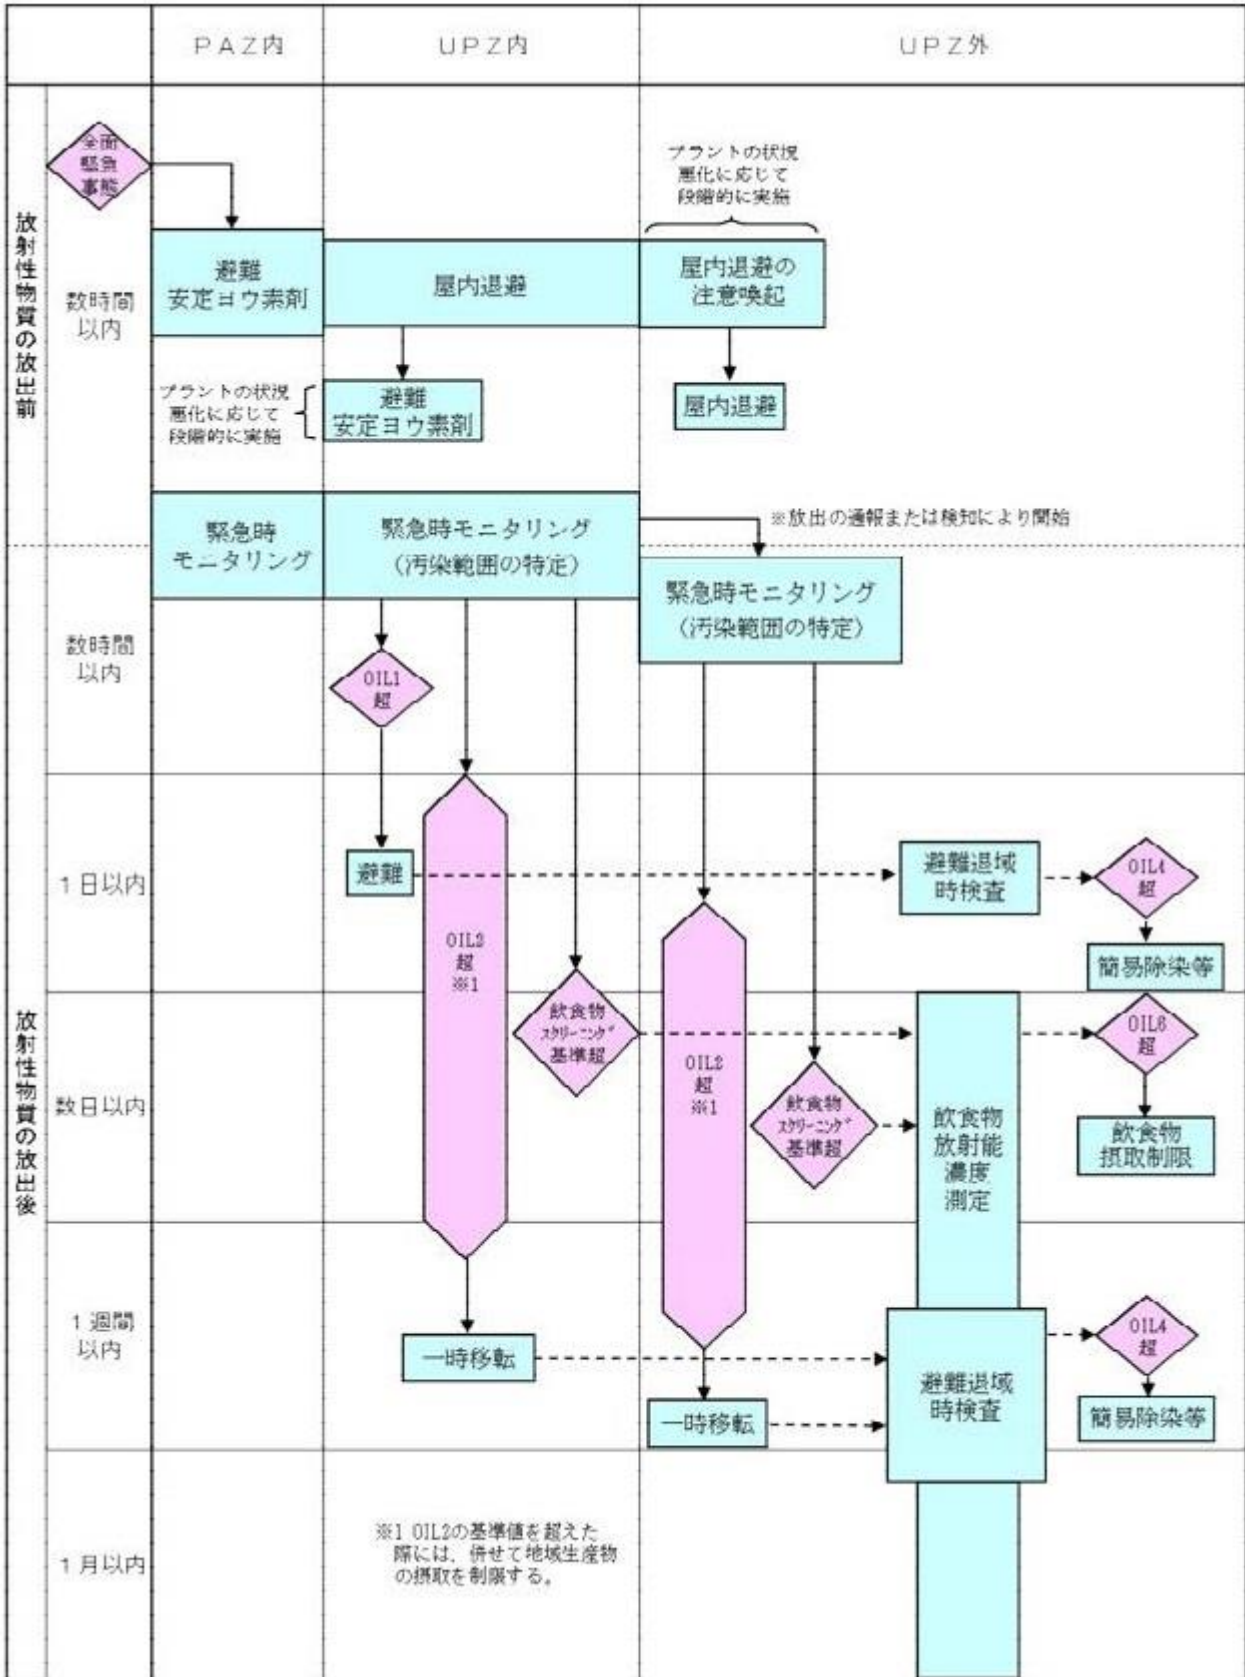 PAZ内
UPZ内
UPZ外
放射性物質の放出前
全面
緊急
事態
数時間
以内
避難
安定ヨウ素剤
屋内退避
プラントの状況
悪化に応じて
段階的に実施
屋内退避の
注意喚起
プラントの状況
悪化に応じて
段階的に実施
避難
安定ヨウ素剤
屋内退避
緊急時
モニタリング
緊急時モニタリング
(汚染範囲の特定)
※放出の通報または検知により開始
緊急時モニタリング
(汚染範囲の特定)
放射性物質の放出後
数時間
以内
OIL1
超
1日以内
避難
OIL2
超
※1
避難退域
時検査
OIL4
超
簡易除染等
数日以内
飲食物
スクリーニング
基準超
OIL2
超
※1
飲食物
スクリーニング
基準超
飲食物
放射能
濃度
測定
OIL6
超
飲食物
摂取制限
1週間
以内
一時移転
一時移転
避難退域
時検査
OIL4
超
簡易除染等
1月以内
※1 OIL2の基準値を超えた
際には、併せて地域生産物
の摂取を制限する。